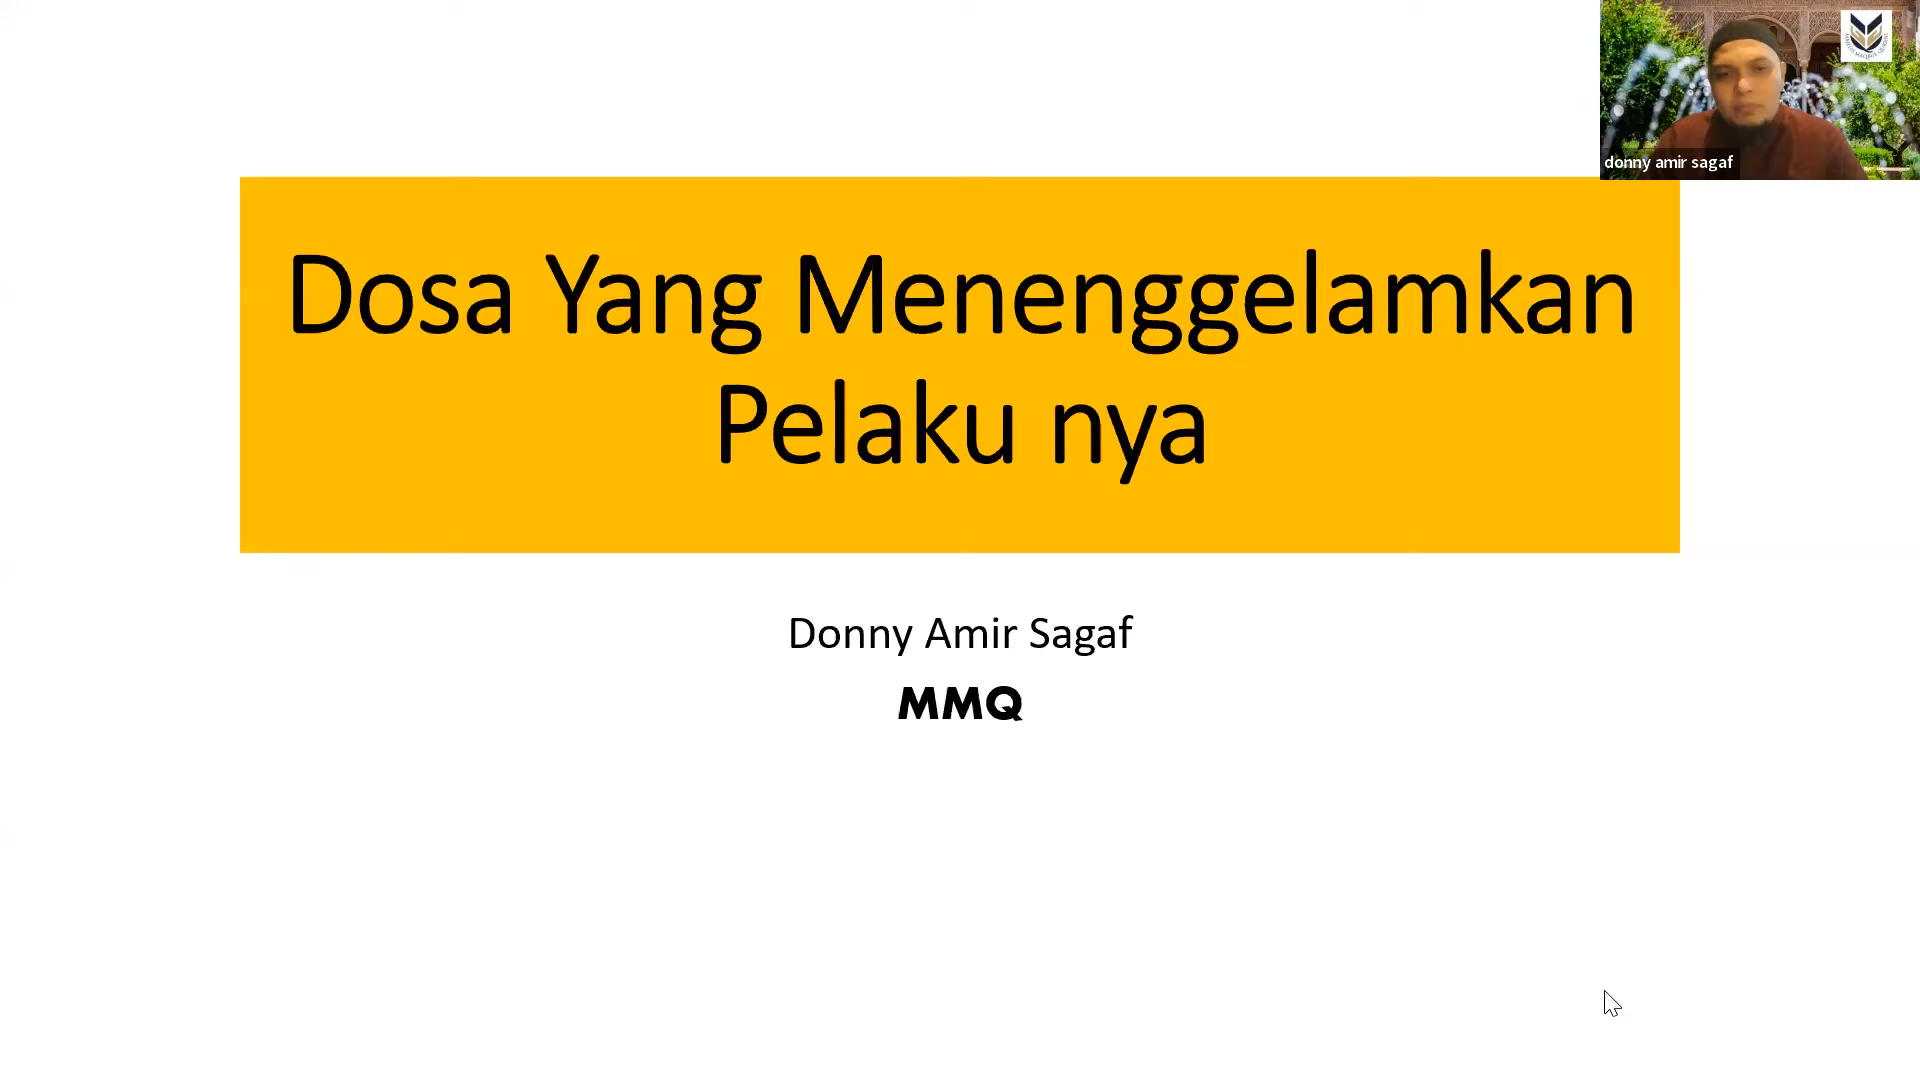 donny amir sagaf
Dosa Yang Menenggelamkan
Pelaku nya
Donny Amir Sagaf
MMQ